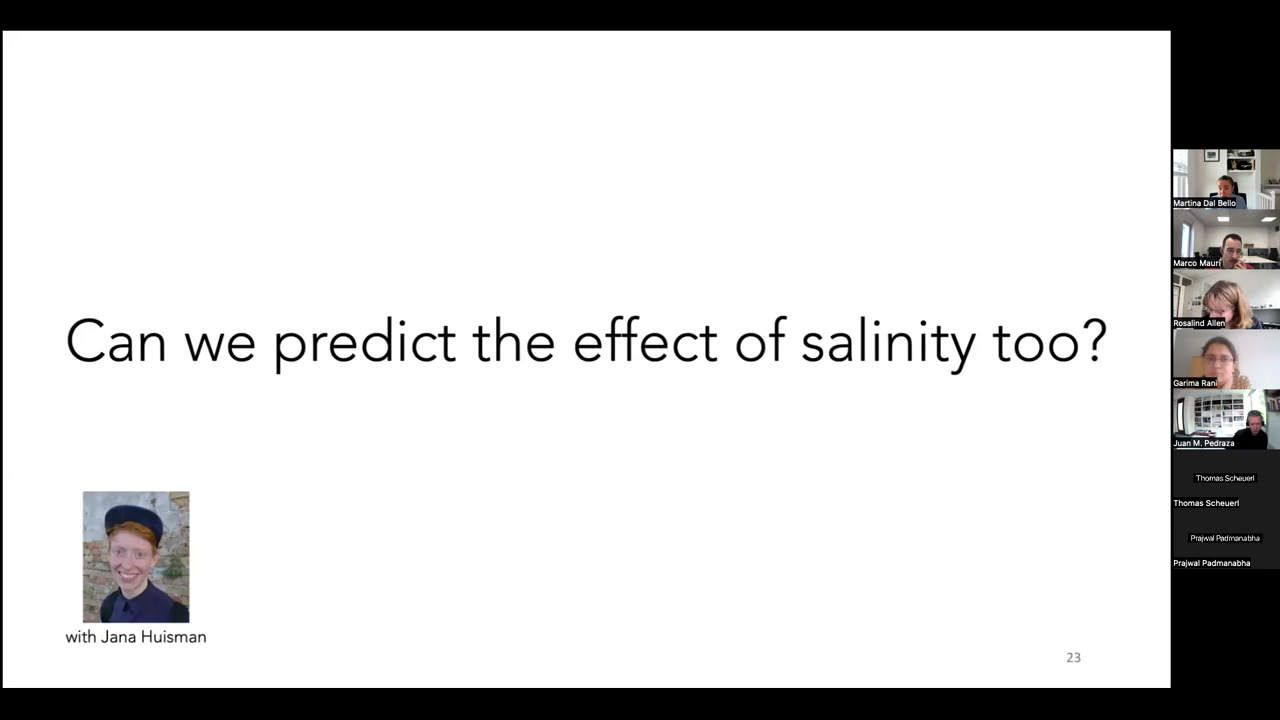 Can we predict the effect of salinity too?
with Jana Huisman
23
Martina Dal Bello
Marco Mauri
Rosalind Allen
Garima Rani
Juan M. Pedraza
Thomas Scheuerl
Thomas Scheuerl
Prajwal Padmanabha
Prajwal Padmanabha